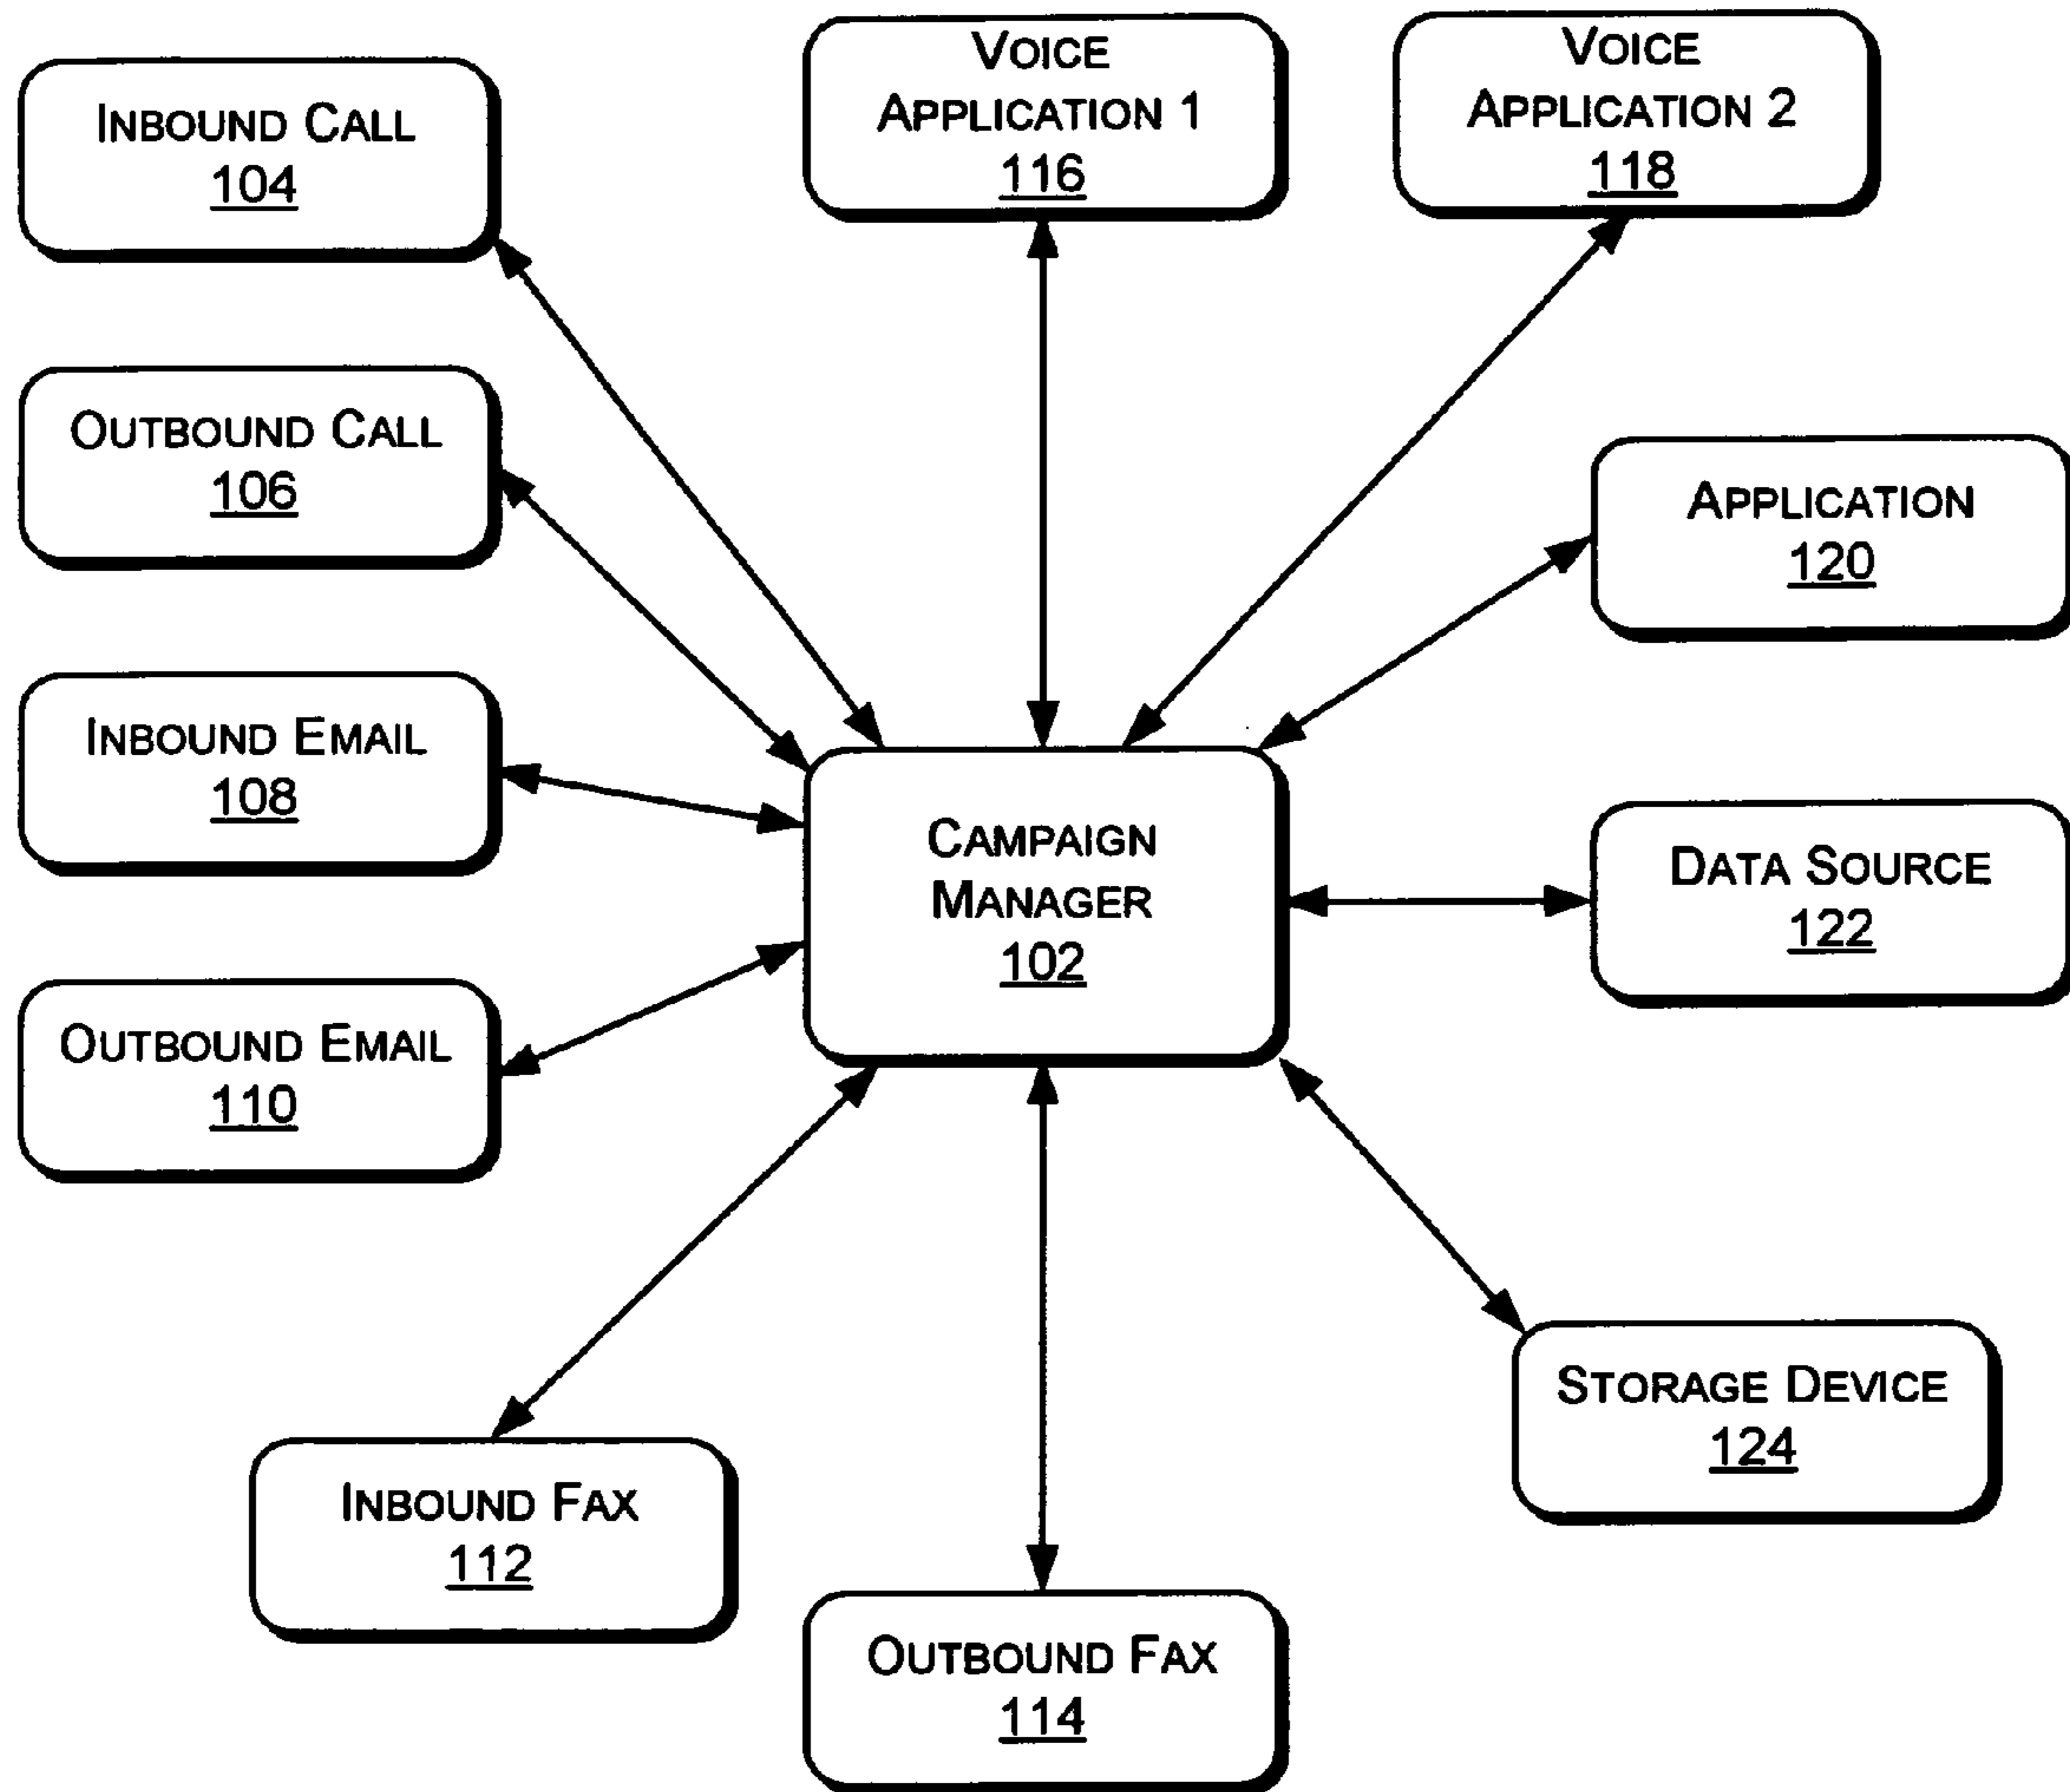 INBOUND CALL
104
VOICE
APPLICATION 1
116
VOICE
APPLICATION 2
118
OUTBOUND CALL
106
APPLICATION
120
INBOUND EMAIL
108
CAMPAIGN
MANAGER
102
DATA SOURCE
122
OUTBOUND EMAIL
110
STORAGE DEVICE
124
INBOUND FAX
112
OUTBOUND FAX
114